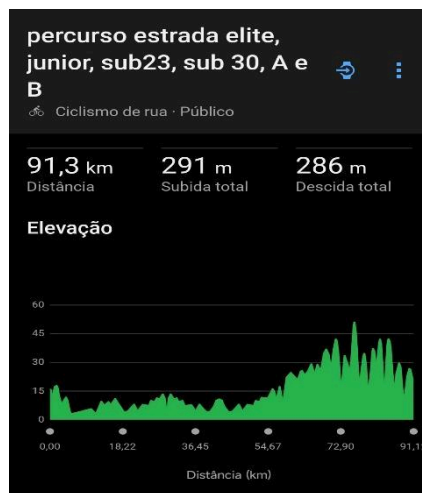 percurso estrada elite,
junior, sub23, sub 30, A e
B
Ciclismo de rua · Público
91,3 km 291 m 286 m
Distância Subida total Descida total
Elevação
60
45
30
15
0
0,00 18,22 36,45 54,67 72,90
Distância (km)